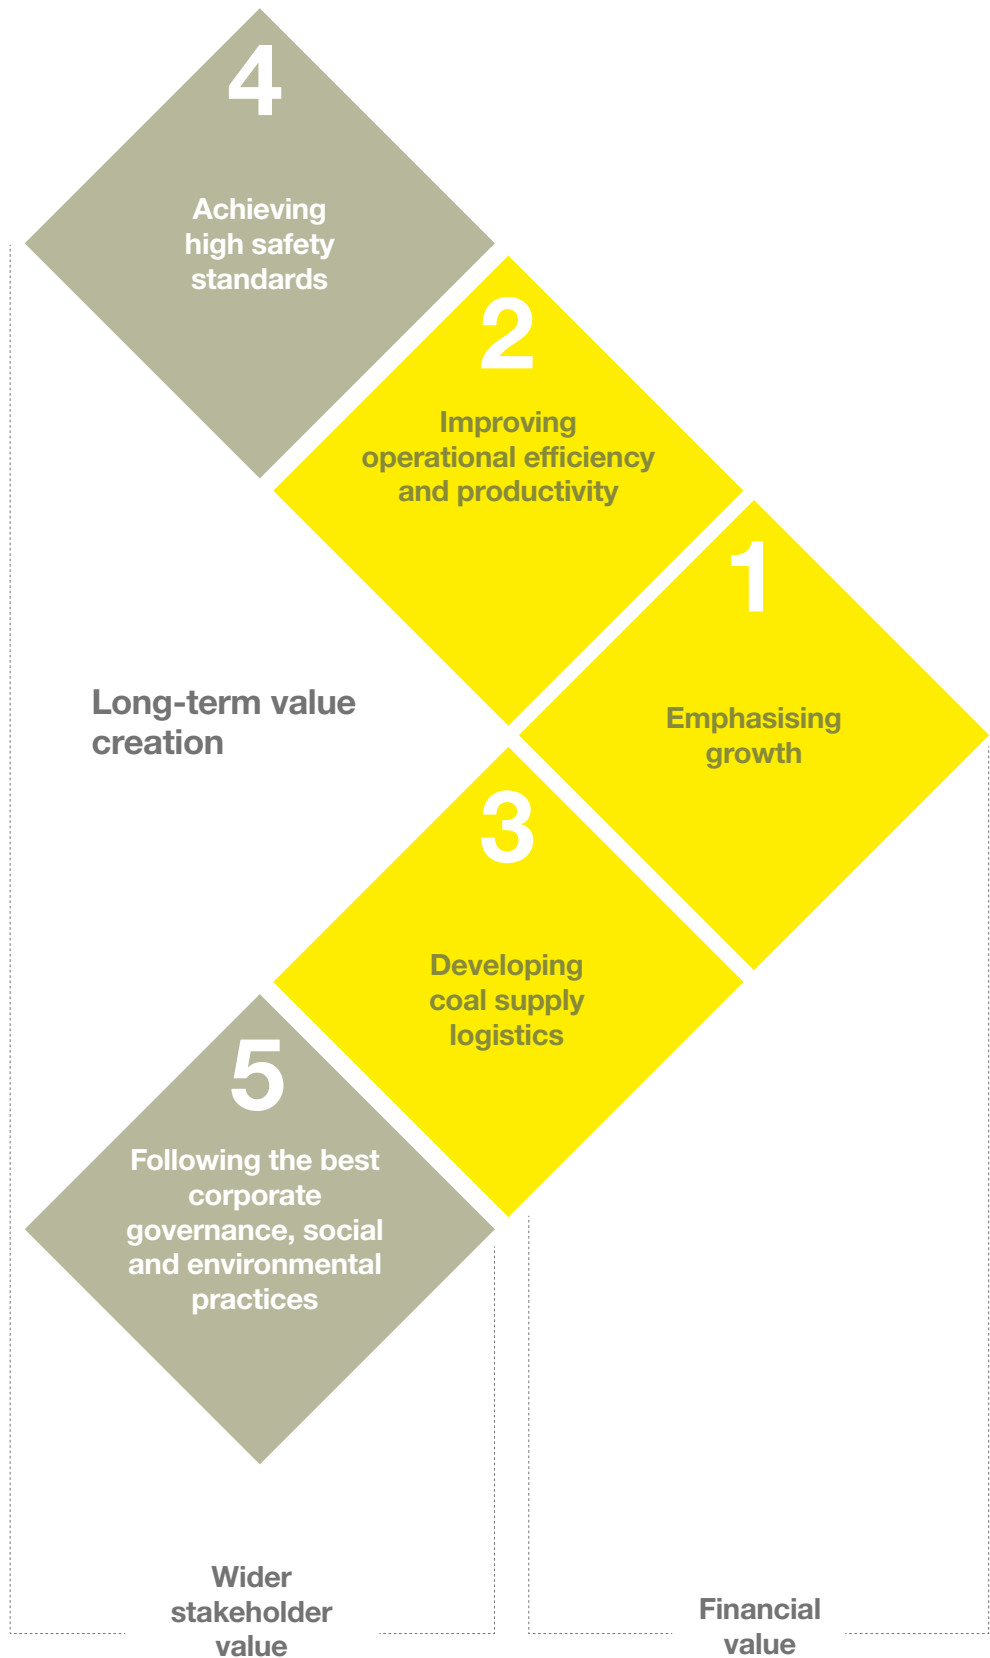 4
Achieving
high safety
standards
2
Improving
operational efficiency
and productivity
1
Emphasising
growth
Long-term value
creation
3
Developing
coal supply
logistics
5
Following the best
corporate
governance, social
and environmental
practices
Wider
stakeholder
value
Financial
value